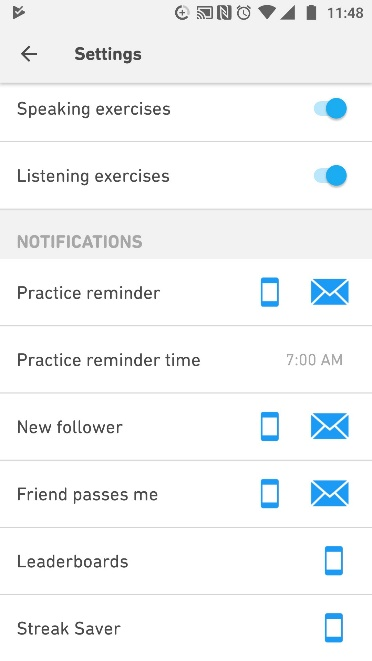 11:48
Settings
Speaking exercises
Listening exercises
NOTIFICATIONS
Practice reminder
Practice reminder time 7:00 AM
New follower
Friend passes me
Leaderboards
Streak Saver